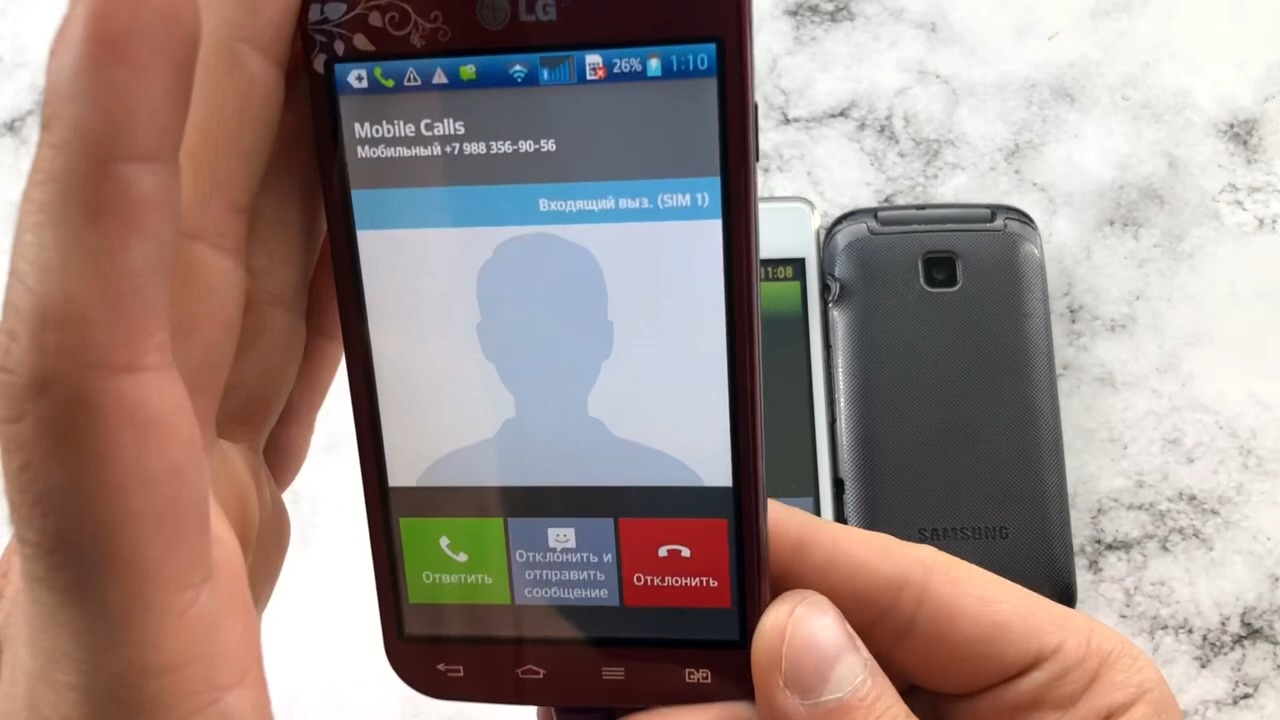 LG
26% 1:10
Mobile Calls
Мобильный +7 988 356-90-56
Входящий выз. (SIM 1)
11:08
Ответить
Отклонить и
отправить
сообщение
Отклонить
SAMSUNG